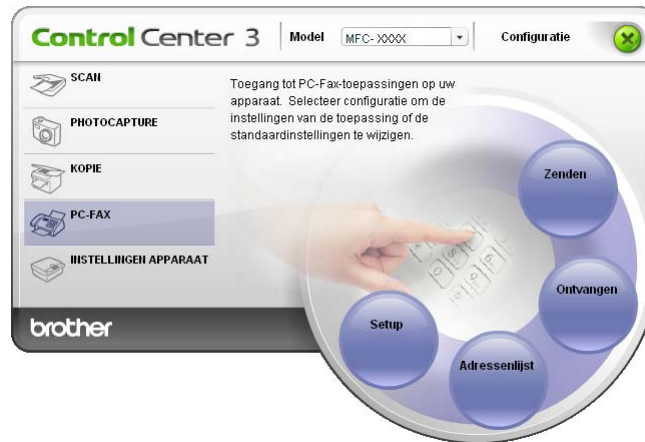 Control Center 3
Model
MFC- XXXX
Configuratie
SCAN
PHOTOCAPTURE
KOPIE
PC-FAX
INSTELLINGEN APPARAAT
Toegang tot PC-Fax-toepassingen op uw
apparaat. Selecteer configuratie om de
instellingen van de toepassing of de
standaardinstellingen te wijzigen.
Zenden
Ontvangen
Adressenlijst
Setup
brother